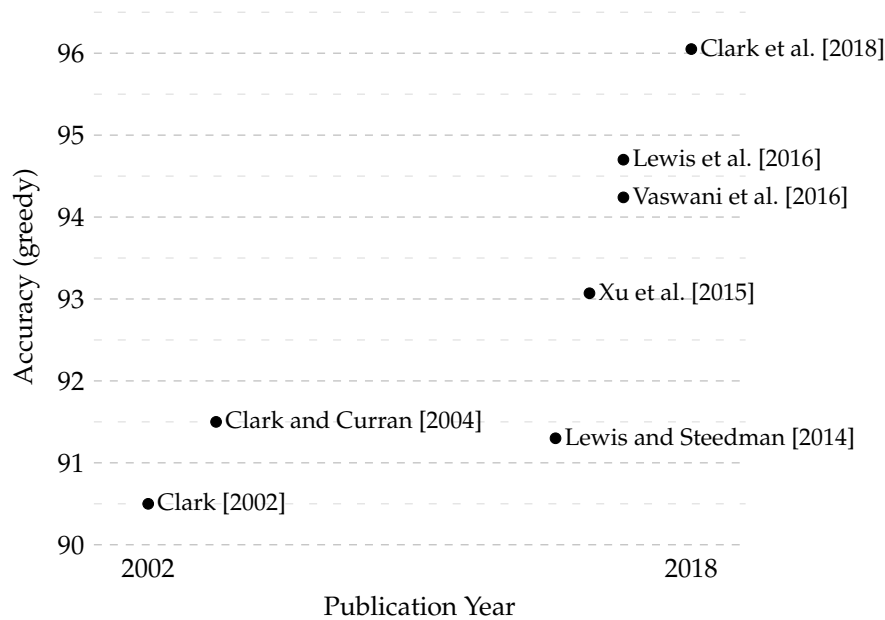 96
Clark et al. [2018]
95
Lewis et al. [2016]
Vaswani et al. [2016]
94
Xu et al. [2015]
93
92
Clark and Curran [2004]
Lewis and Steedman [2014]
91
Clark [2002]
90
2002
2018
Publication Year
Accuracy (greedy)